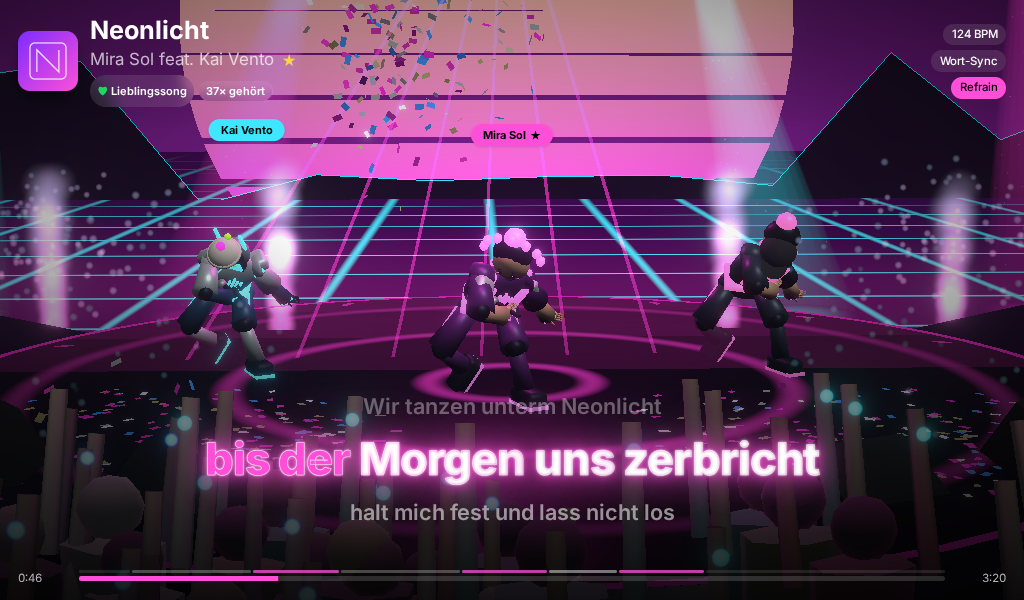 Neonlicht
Mira Sol feat. Kai Vento ★
Lieblingssong
37× gehört
124 BPM
Wort-Sync
Refrain
Kai Vento
Mira Sol ★
Wir tanzen unterm Neonlicht
bis der Morgen uns zerbricht
halt mich fest und lass nicht los
0:46
3:20